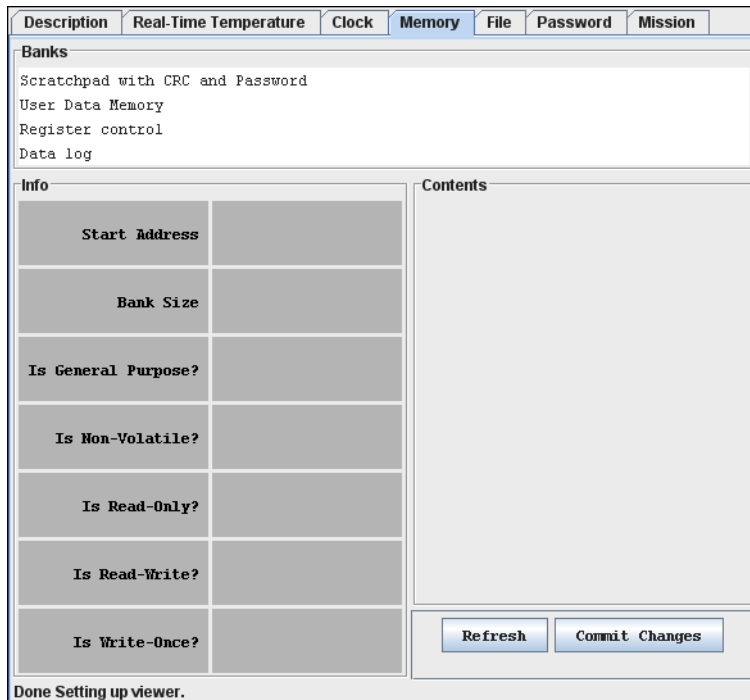 Description Real-Time Temperature Clock Memory File Password Mission
Banks
Scratchpad with CRC and Password
User Data Memory
Register control
Data log
Info
Start Address
Bank Size
Is General Purpose?
Is Non-Volatile?
Is Read-Only?
Is Read-Write?
Is Write-Once?
Contents
Refresh Commit Changes
Done Setting up viewer.